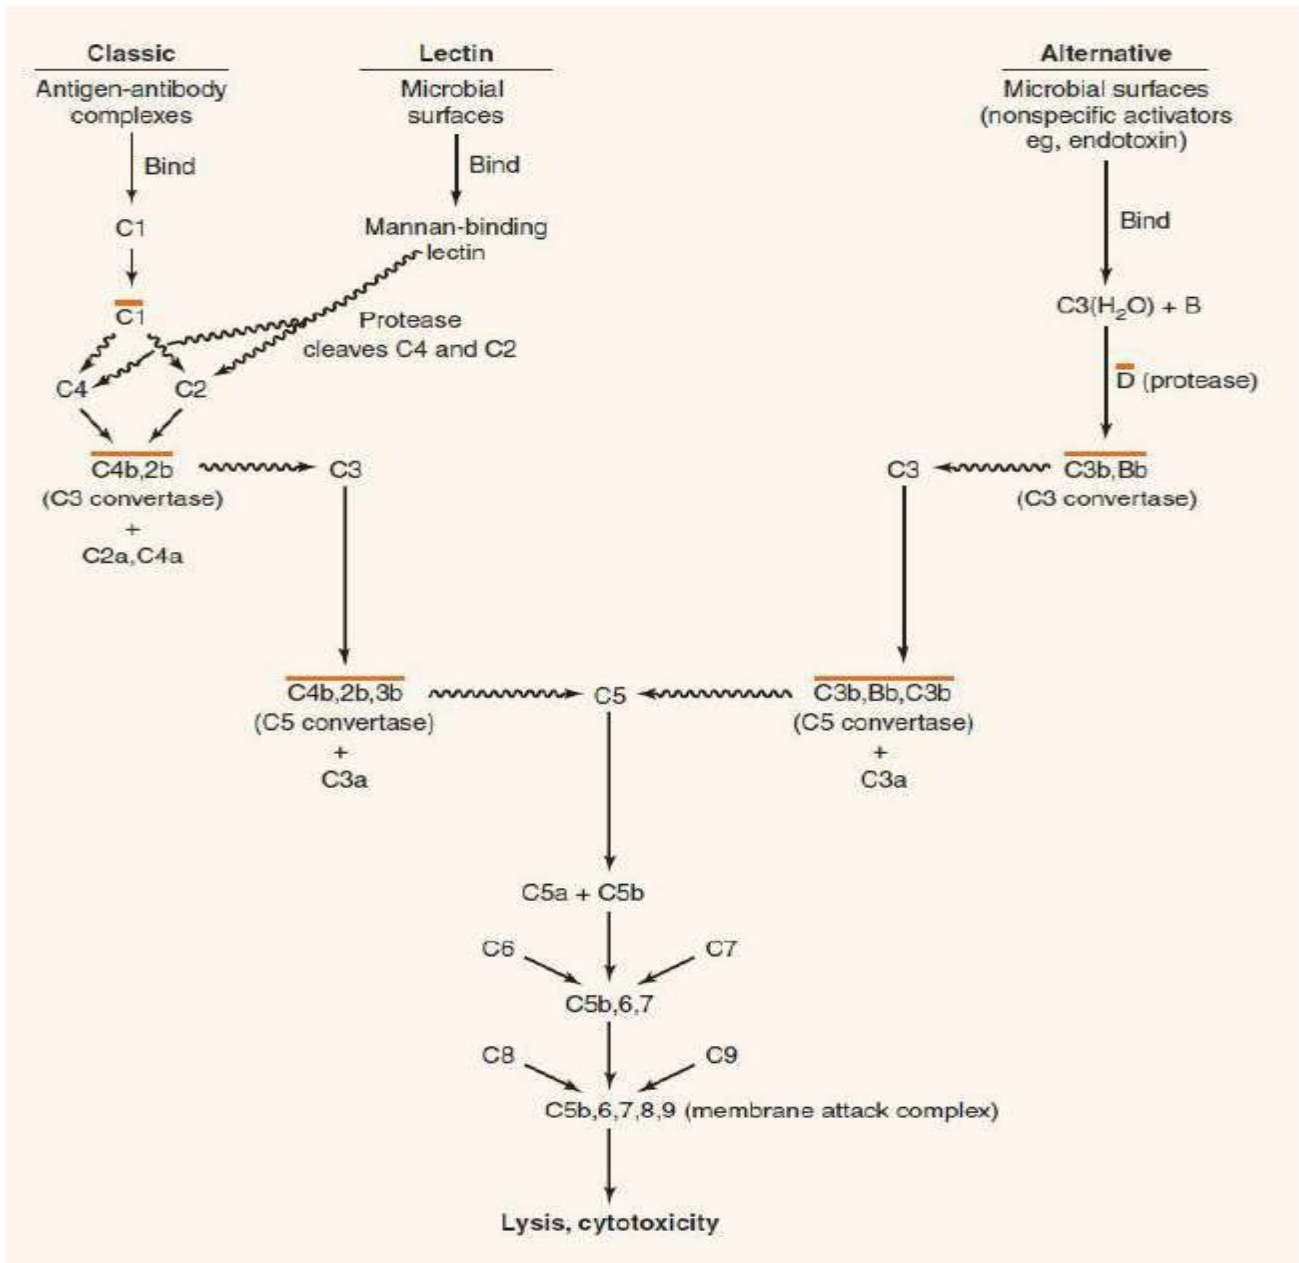 Classic
Antigen-antibody
complexes
Bind
C1
C1
C4
C2
C4b,2b
(C3 convertase)
+
C2a,C4a
Lectin
Microbial
surfaces
Bind
Mannan-binding
lectin
Protease
cleaves C4 and C2
C3
Alternative
Microbial surfaces
(nonspecific activators
eg, endotoxin)
Bind
C3(H₂O) + B
D (protease)
C3b,Bb
(C3 convertase)
C3
C4b,2b,3b
(C5 convertase)
+
C3a
C5
C3b,Bb,C3b
(C5 convertase)
+
C3a
C5a + C5b
C6
C7
C5b,6,7
C8
C9
C5b,6,7,8,9 (membrane attack complex)
Lysis, cytotoxicity